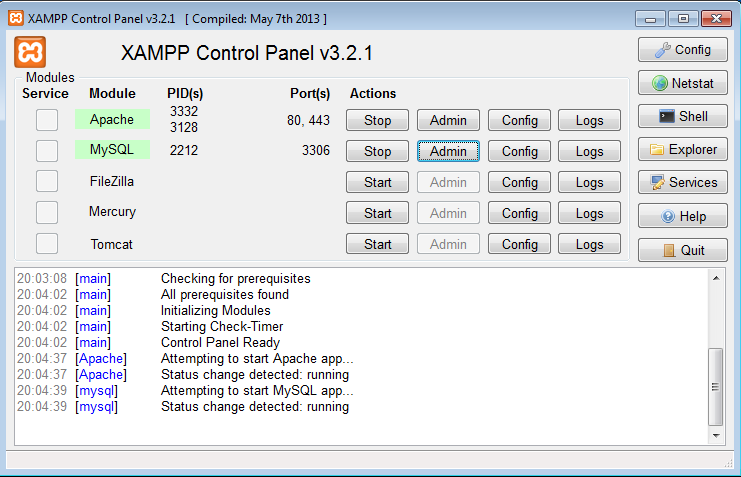 XAMPP Control Panel v3.2.1 [ Compiled: May 7th 2013 ]
XAMPP Control Panel v3.2.1
Config
Modules
Service Module PID(s) Port(s) Actions
Netstat
Apache 3332 3128 80, 443 Stop Admin Config Logs
Shell
MySQL 2212 3306 Stop Admin Config Logs
Explorer
FileZilla Start Admin Config Logs
Services
Mercury Start Admin Config Logs
Help
Tomcat Start Admin Config Logs
Quit
20:03:08 [main] Checking for prerequisites
20:04:02 [main] All prerequisites found
20:04:02 [main] Initializing Modules
20:04:02 [main] Starting Check-Timer
20:04:02 [main] Control Panel Ready
20:04:37 [Apache] Attempting to start Apache app...
20:04:37 [Apache] Status change detected: running
20:04:39 [mysql] Attempting to start MySQL app...
20:04:39 [mysql] Status change detected: running